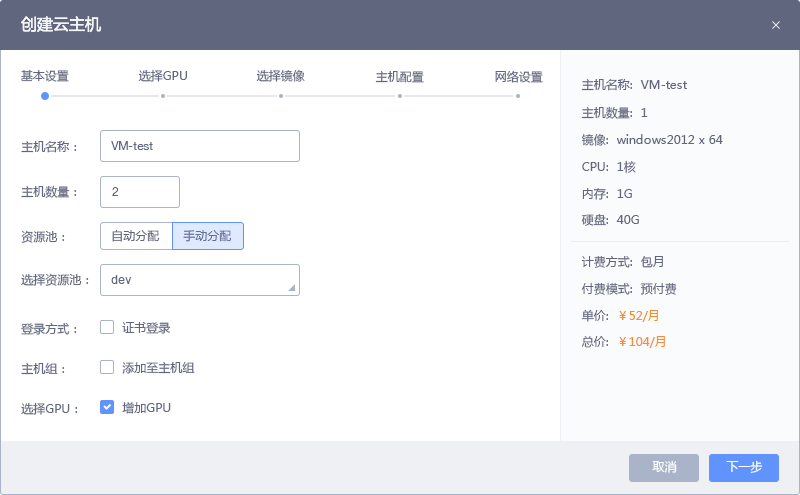 创建云主机
×
基本设置 选择GPU 选择镜像 主机配置 网络设置
主机名称： VM-test
主机数量： 2
资源池： 自动分配 手动分配
选择资源池： dev
登录方式： 证书登录
主机组： 添加至主机组
选择GPU： 增加GPU
主机名称: VM-test
主机数量: 1
镜像: windows2012 x 64
CPU: 1核
内存: 1G
硬盘: 40G
计费方式: 包月
付费模式: 预付费
单价: ￥52/月
总价: ￥104/月
取消 下一步